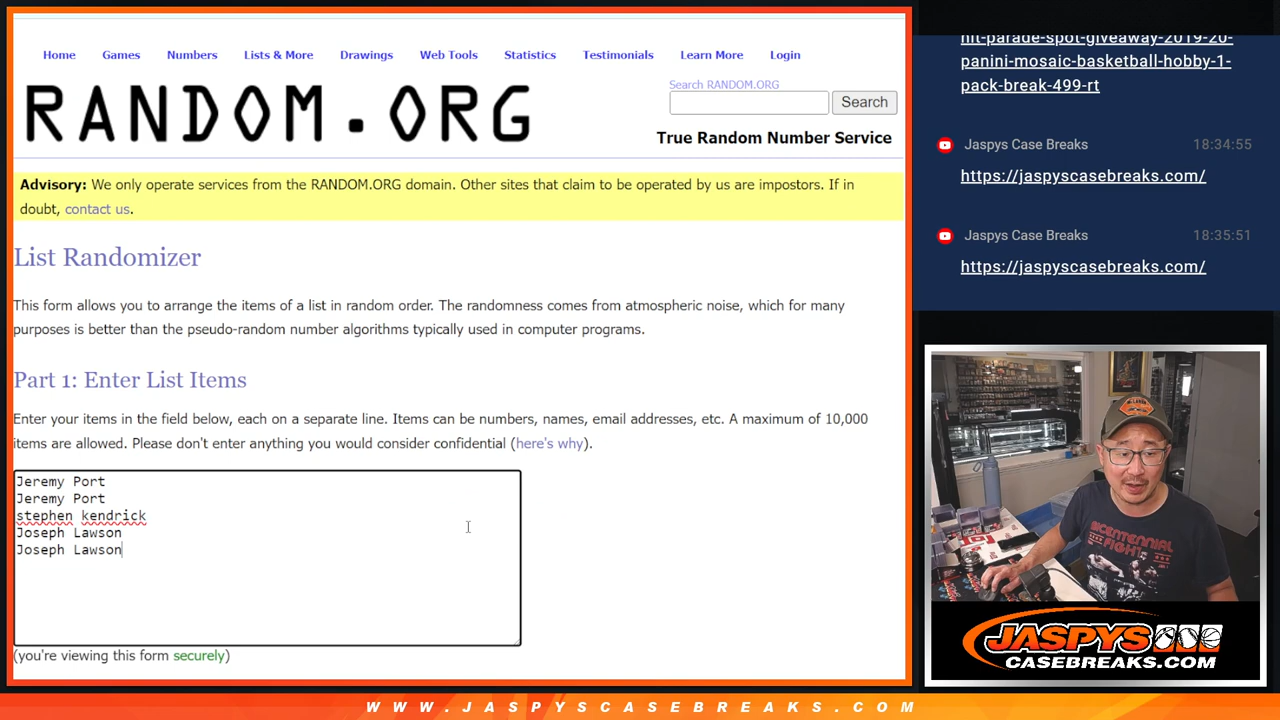 Home Games Numbers Lists & More Drawings Web Tools Statistics Testimonials Learn More Login
RANDOM.ORG
Search RANDOM.ORG
Search
True Random Number Service
Advisory: We only operate services from the RANDOM.ORG domain. Other sites that claim to be operated by us are impostors. If in
doubt, contact us.
List Randomizer
This form allows you to arrange the items of a list in random order. The randomness comes from atmospheric noise, which for many
purposes is better than the pseudo-random number algorithms typically used in computer programs.
Part 1: Enter List Items
Enter your items in the field below, each on a separate line. Items can be numbers, names, email addresses, etc. A maximum of 10,000
items are allowed. Please don't enter anything you would consider confidential (here's why).
Jeremy Port
Jeremy Port
stephen kendrick
Joseph Lawson
Joseph Lawson
(you're viewing this form securely)
hit-parade-spot-giveaway-2019-20-
panini-mosaic-basketball-hobby-1-
pack-break-499-rt
Jaspys Case Breaks 18:34:55
https://jaspyscasebreaks.com/
Jaspys Case Breaks 18:35:51
https://jaspyscasebreaks.com/
BICENTENNIAL
FIGHT
JASPYS
CASEBREAKS.COM
WWW.JASPYSCASEBREAKS.COM